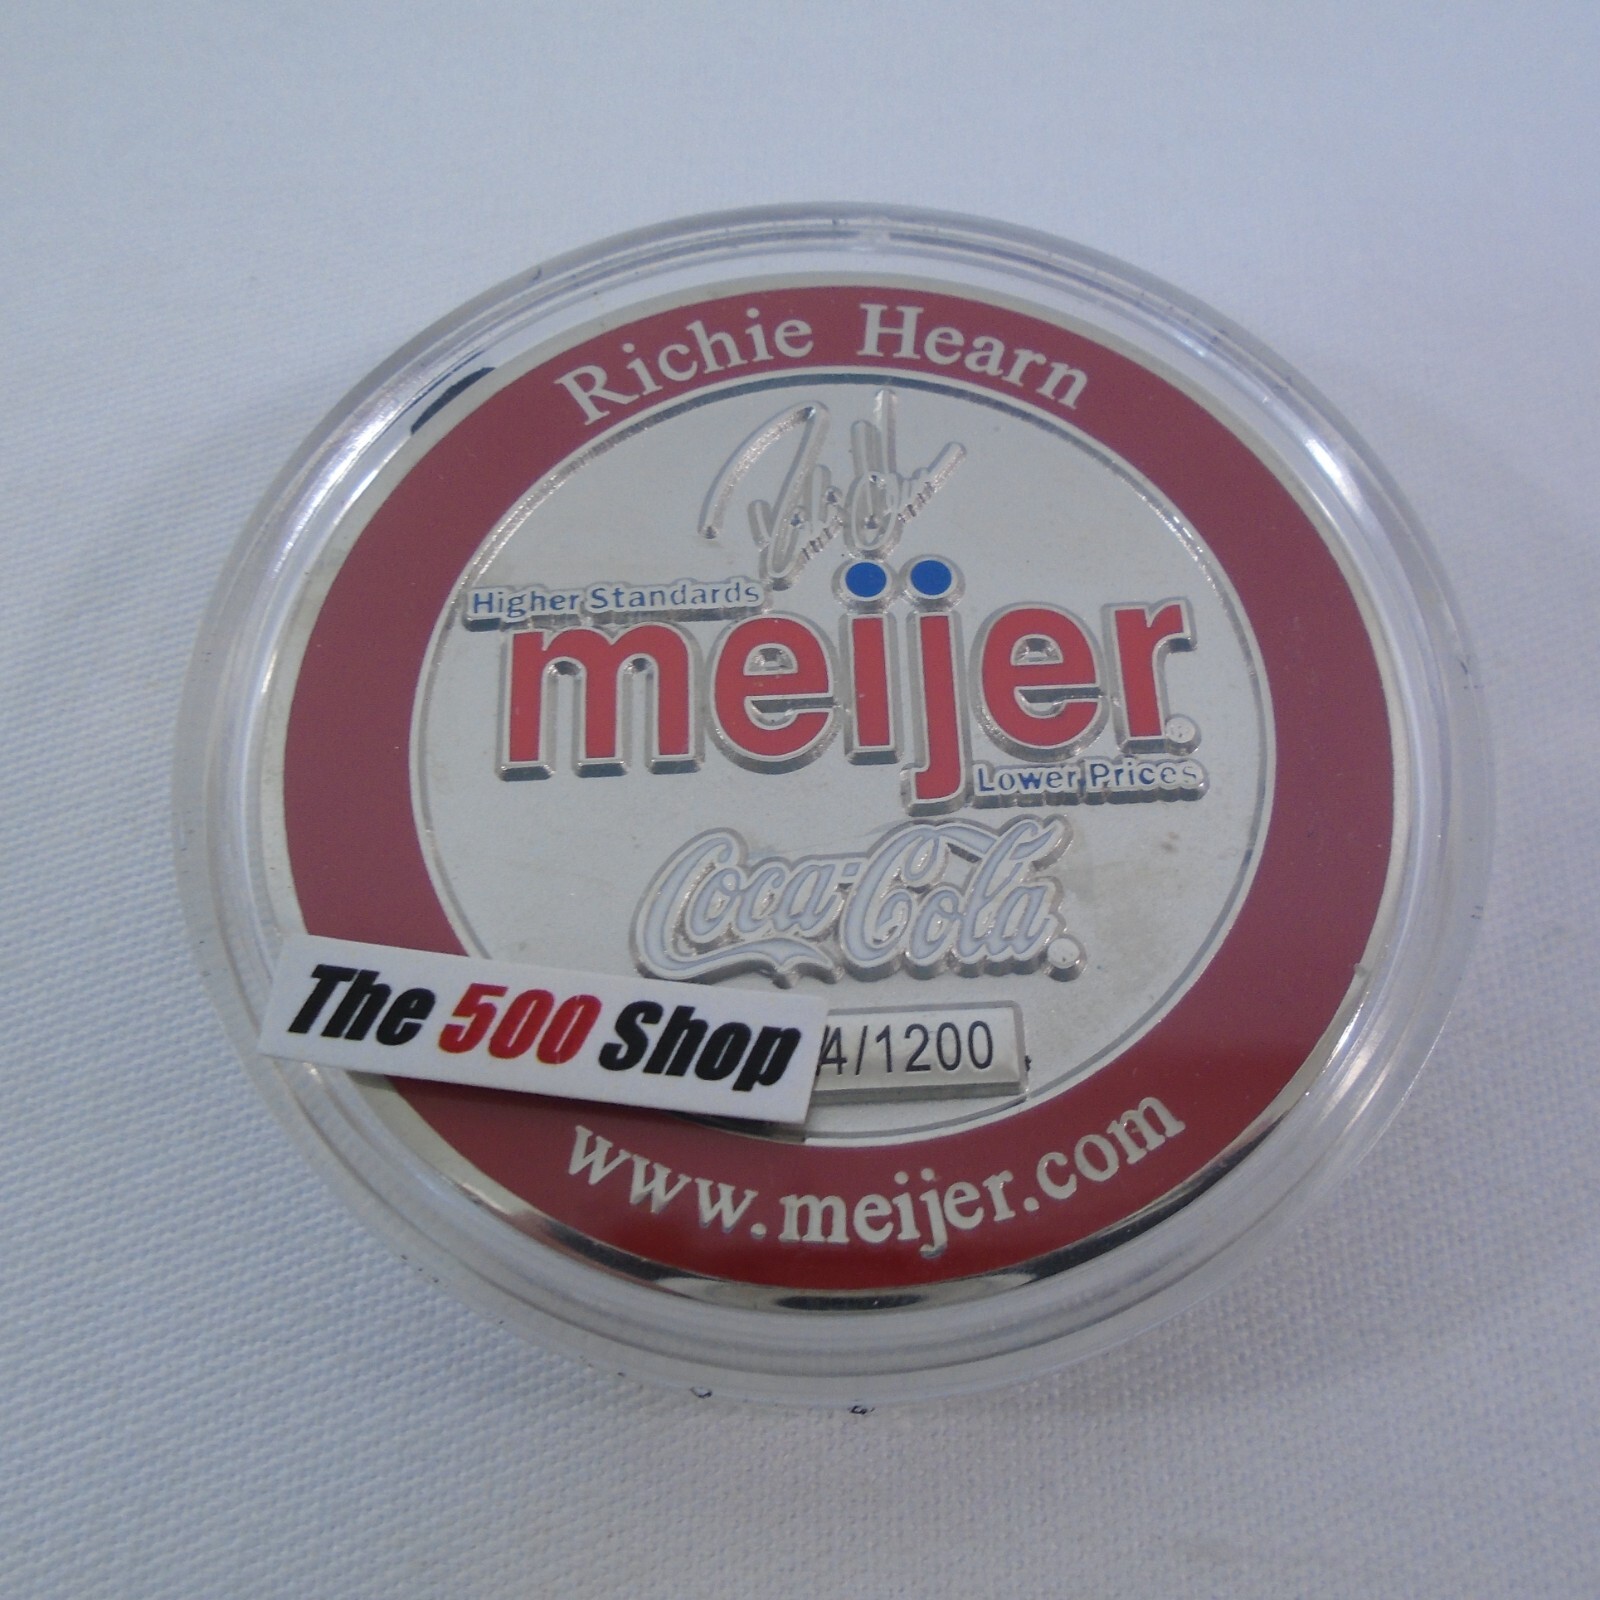 Richie Hearn
Higher Standards
meijer®
Lower Prices
Coca-Cola®
The 500 Shop
4/1200
www.meijer.com